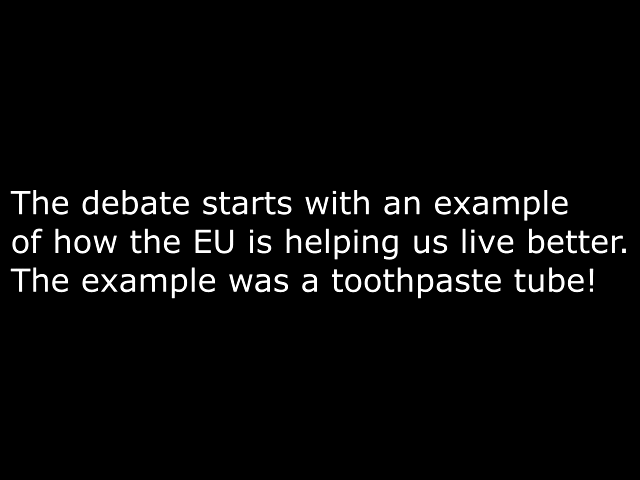 The debate starts with an example
of how the EU is helping us live better.
The example was a toothpaste tube!